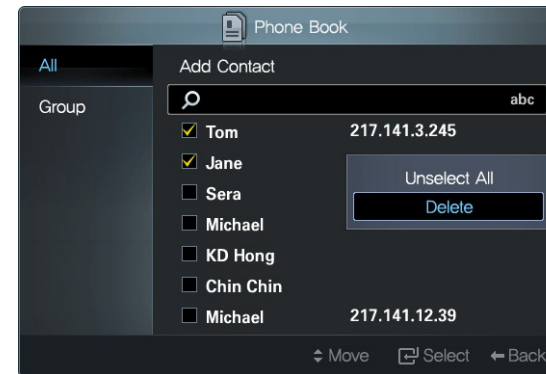 Phone Book
All
Add Contact
Group
abc
Tom 217.141.3.245
Jane
Unselect All
Sera
Delete
Michael
KD Hong
Chin Chin
Michael 217.141.12.39
Move Select Back